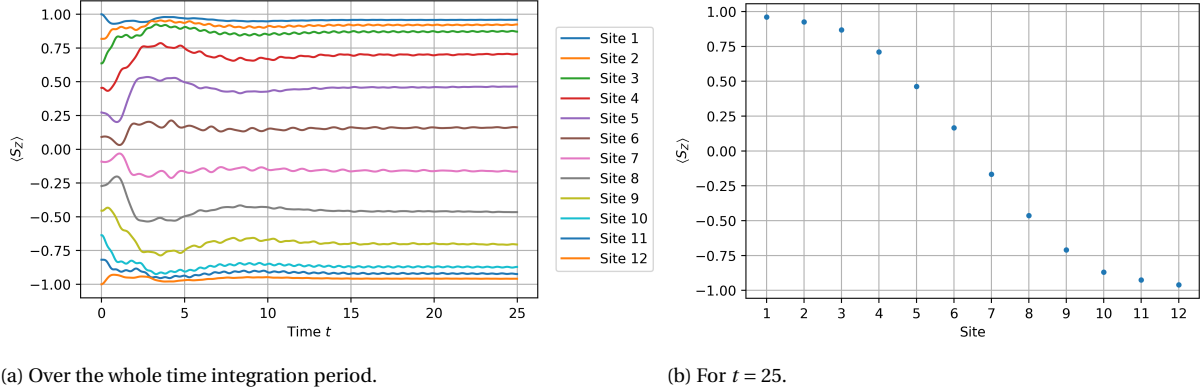 1.00
0.75
0.50
0.25
0.00
−0.25
−0.50
−0.75
−1.00
⟨S_Z⟩
0 5 10 15 20 25
Time t
Site 1
Site 2
Site 3
Site 4
Site 5
Site 6
Site 7
Site 8
Site 9
Site 10
Site 11
Site 12
1.00
0.75
0.50
0.25
0.00
−0.25
−0.50
−0.75
−1.00
⟨S_Z⟩
1 2 3 4 5 6 7 8 9 10 11 12
Site
(a) Over the whole time integration period.
(b) For t = 25.